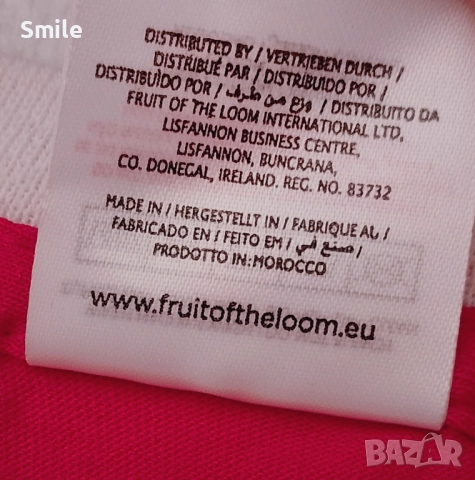 Smile
DISTRIBUTED BY / VERTRIEBEN DURCH /
DISTRIBUÉ PAR / DISTRIBUIDO POR /
DISTRIBUÍDO POR / وزع من طرف / DISTRIBUITO DA
FRUIT OF THE LOOM INTERNATIONAL LTD,
LISFANNON BUSINESS CENTRE,
LISFANNON, BUNCRANA,
CO. DONEGAL, IRELAND. REG. NO. 83732
MADE IN / HERGESTELLT IN / FABRIQUE AU /
FABRICADO EN / FEITO EM / صنع في /
PRODOTTO IN: MOROCCO
www.fruitoftheloom.eu
BAZAR